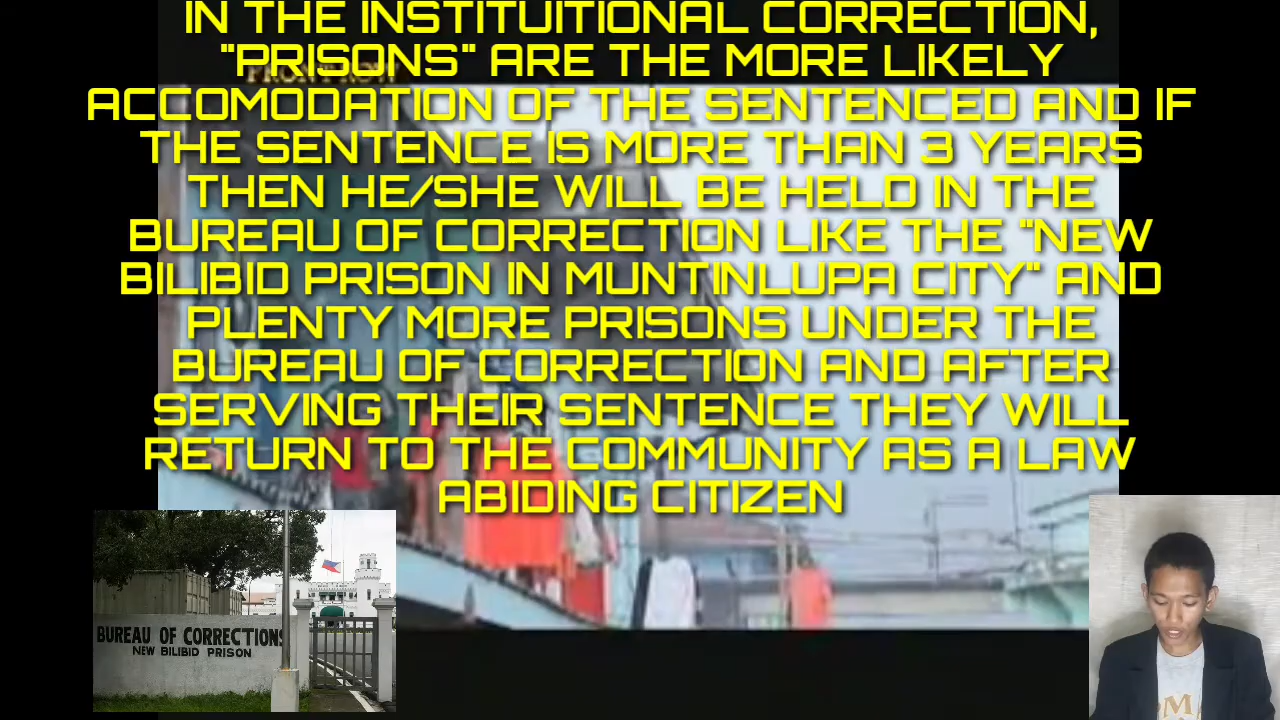 IN THE INSTITUITIONAL CORRECTION,
"PRISONS" ARE THE MORE LIKELY
FRONT ROW
ACCOMODATION OF THE SENTENCED AND IF
THE SENTENCE IS MORE THAN 3 YEARS
THEN HE/SHE WILL BE HELD IN THE
BUREAU OF CORRECTION LIKE THE "NEW
BILIBID PRISON IN MUNTINLUPA CITY" AND
PLENTY MORE PRISONS UNDER THE
BUREAU OF CORRECTION AND AFTER
SERVING THEIR SENTENCE THEY WILL
RETURN TO THE COMMUNITY AS A LAW
ABIDING CITIZEN
BUREAU OF CORRECTIONS
NEW BILIBID PRISON